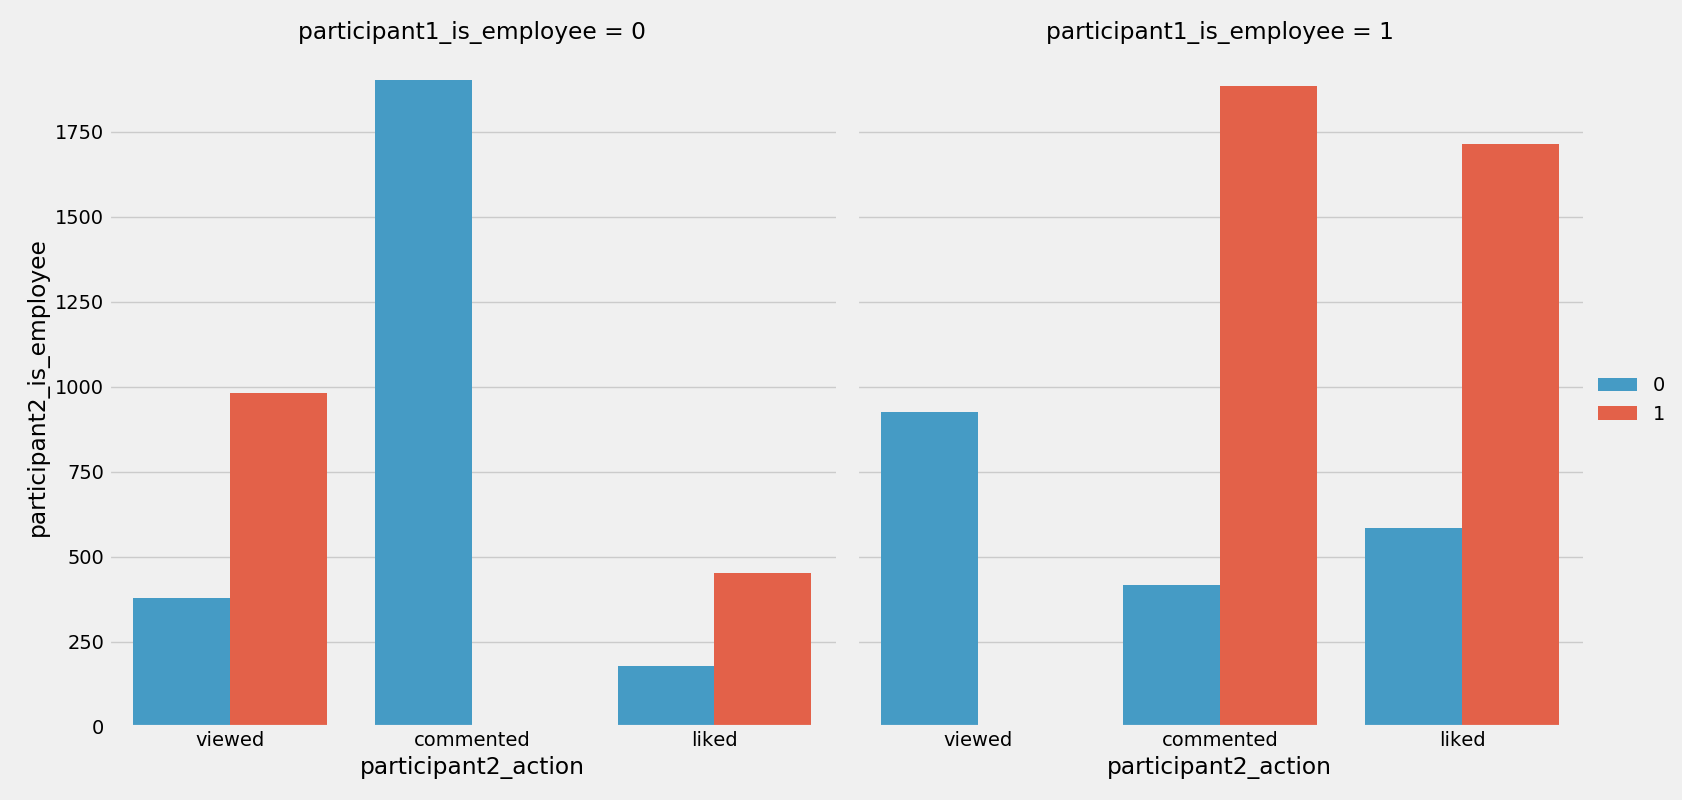 participant1_is_employee = 0
participant1_is_employee = 1
participant2_is_employee
1750
1500
1250
1000
750
500
250
0
viewed
commented
liked
participant2_action
viewed
commented
liked
participant2_action
0
1